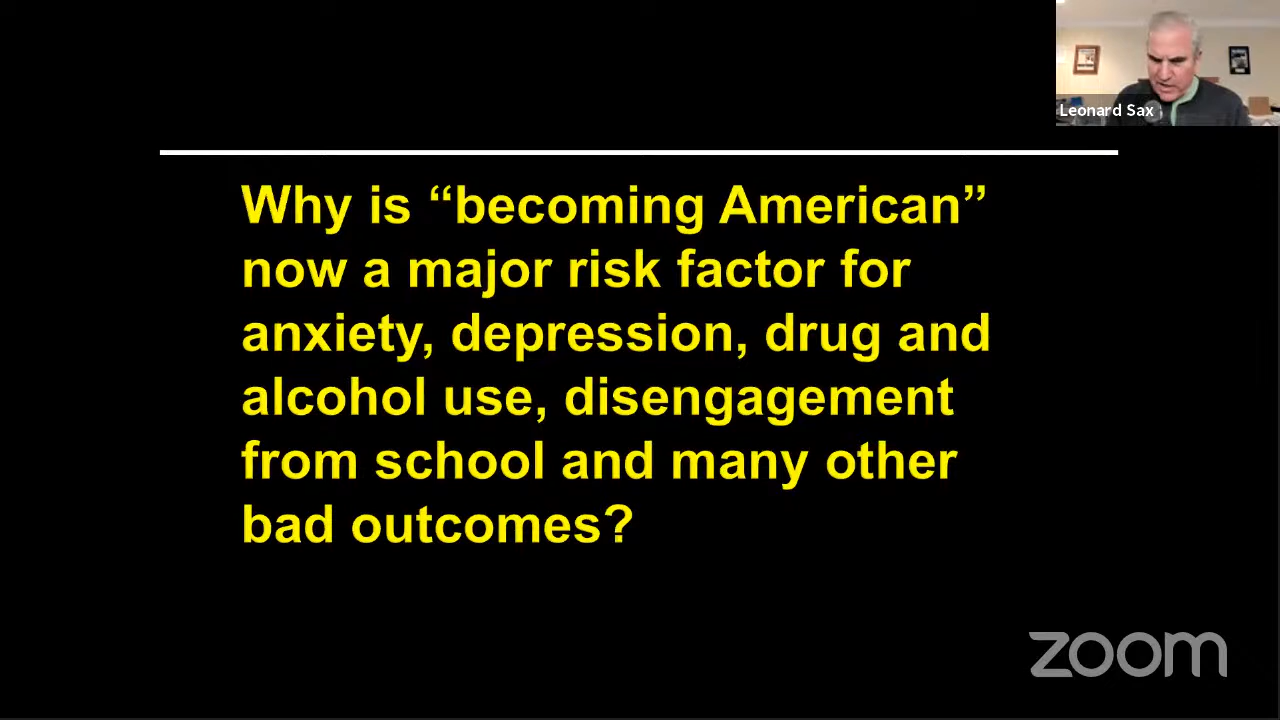 Leonard Sax
Why is “becoming American”
now a major risk factor for
anxiety, depression, drug and
alcohol use, disengagement
from school and many other
bad outcomes?
zoom